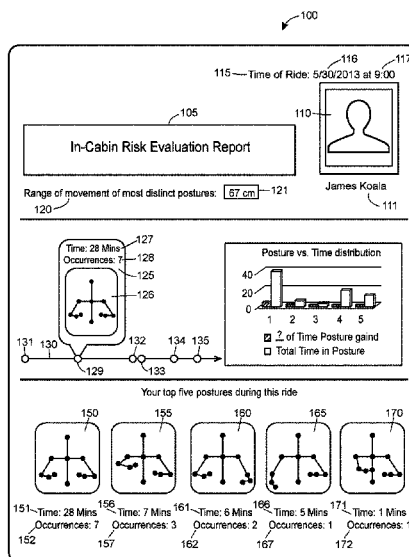 100
116
117
115 Time of Ride: 5/30/2013 at 9:00
105
110
In-Cabin Risk Evaluation Report
Range of movement of most distinct postures: 67 cm 121
120
James Koala
111
Time: 28 Mins 127
Occurrences: 7 128
125
126
Posture vs. Time distribution
40
20
0
1 2 3 4 5
? of Time Posture gaind
Total Time in Posture
131 130 132 134 135
129 133
Your top five postures during this ride
150 155 160 165 170
151 Time: 28 Mins 156 Time: 7 Mins 161 Time: 6 Mins 166 Time: 5 Mins 171 Time: 1 Mins
Occurrences: 7 Occurrences: 3 Occurrences: 2 Occurrences: 1 Occurrences: 1
152 157 162 167 172